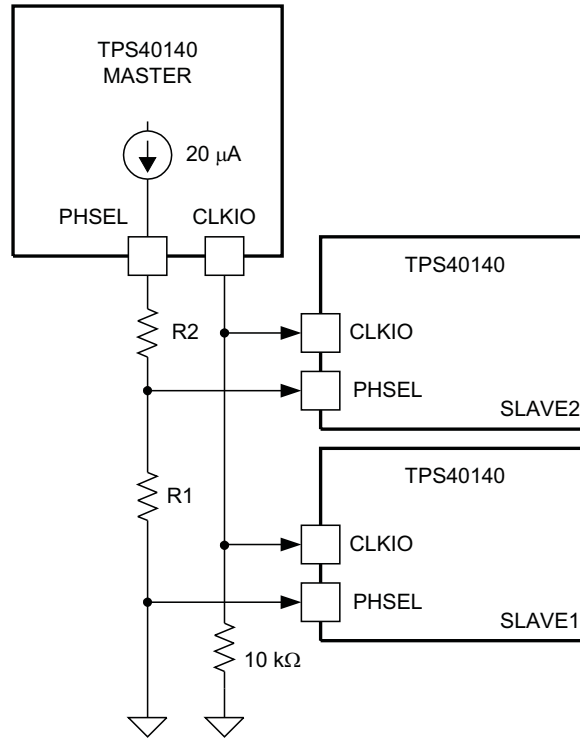 TPS40140
MASTER
20 μA
PHSEL
CLKIO
TPS40140
R2
CLKIO
PHSEL
SLAVE2
TPS40140
R1
CLKIO
PHSEL
SLAVE1
10 kΩ